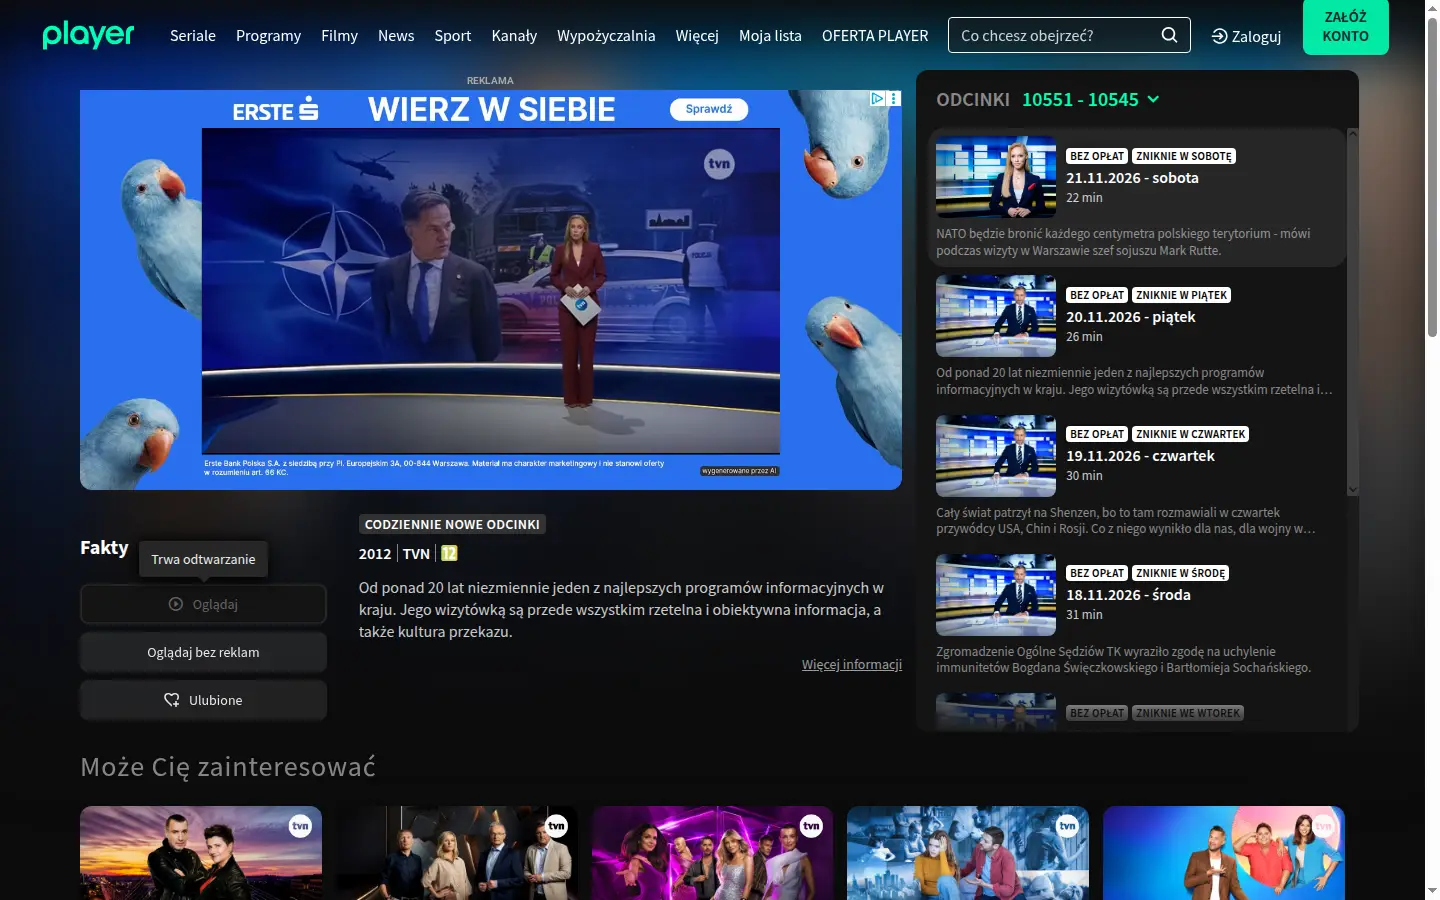 player
Seriale
Programy
Filmy
News
Sport
Kanały
Wypożyczalnia
Więcej
Moja lista
OFERTA PLAYER
Co chcesz obejrzeć?
Zaloguj
ZAŁÓŻ
KONTO
REKLAMA
ERSTE
WIERZ W SIEBIE
Sprawdź
tvn
Erste Bank Polska S.A. z siedzibą przy Pl. Europejskim 3A, 00-844 Warszawa. Materiał ma charakter marketingowy i nie stanowi oferty
w rozumieniu art. 66 KC.
wygenerowano przez AI
ODCINKI 10551 - 10545
BEZ OPŁAT ZNIKNIE W SOBOTĘ
21.11.2026 - sobota
22 min
NATO będzie bronić każdego centymetra polskiego terytorium - mówi
podczas wizyty w Warszawie szef sojuszu Mark Rutte.
BEZ OPŁAT ZNIKNIE W PIĄTEK
20.11.2026 - piątek
26 min
Od ponad 20 lat niezmiennie jeden z najlepszych programów
informacyjnych w kraju. Jego wizytówką są przede wszystkim rzetelna i…
BEZ OPŁAT ZNIKNIE W CZWARTEK
19.11.2026 - czwartek
30 min
Cały świat patrzył na Shenzen, bo to tam rozmawiali w czwartek
przywódcy USA, Chin i Rosji. Co z niego wynikło dla nas, dla wojny w…
BEZ OPŁAT ZNIKNIE W ŚRODĘ
18.11.2026 - środa
31 min
Zgromadzenie Ogólne Sędziów TK wyraziło zgodę na uchylenie
immunitetów Bogdana Święczkowskiego i Bartłomieja Sochańskiego.
BEZ OPŁAT ZNIKNIE WE WTOREK
Fakty
Trwa odtwarzanie
Oglądaj
Oglądaj bez reklam
Ulubione
CODZIENNIE NOWE ODCINKI
2012 TVN 12
Od ponad 20 lat niezmiennie jeden z najlepszych programów informacyjnych w
kraju. Jego wizytówką są przede wszystkim rzetelna i obiektywna informacja, a
także kultura przekazu.
Więcej informacji
Może Cię zainteresować
tvn
tvn
tvn
tvn
tvn